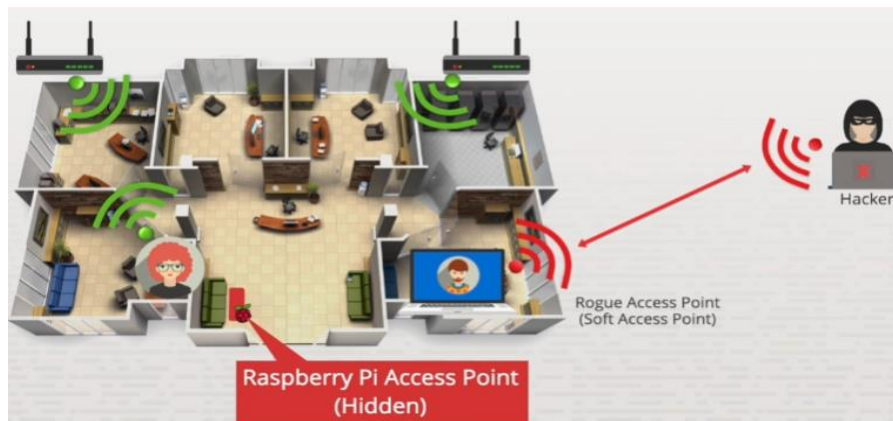 Hacker
Rogue Access Point
(Soft Access Point)
Raspberry Pi Access Point
(Hidden)